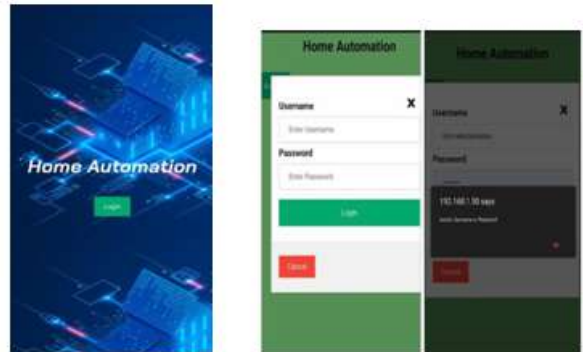 Home Automation
Login
Home Automation
Username
X
Enter Username
Password
Enter Password
Login
Cancel
Home Automation
Username
X
Password
192.168.1.30 says
Cancel